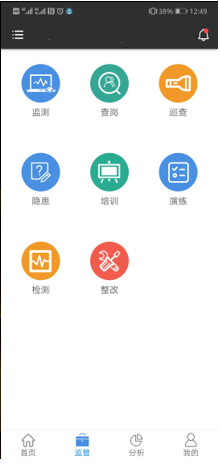 38% 12:49
监测 查岗 巡查
隐患 培训 演练
检测 整改
首页 监管 分析 我的